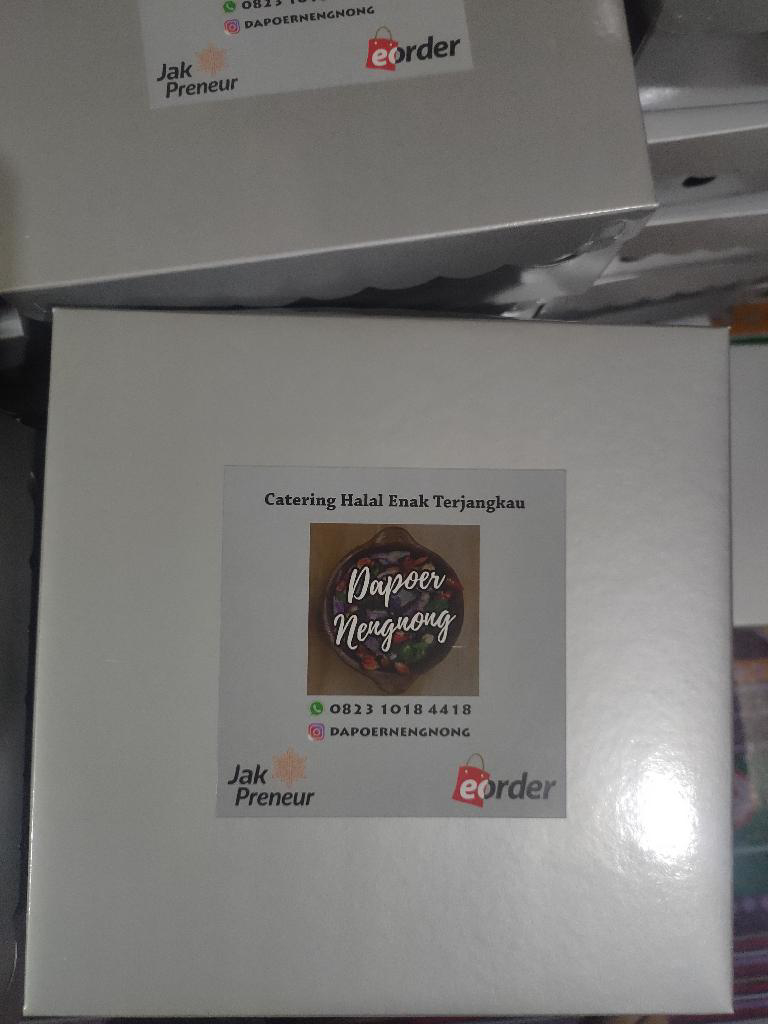 DAPOERNENGNONG
Jak
Preneur
eorder
Catering Halal Enak Terjangkau
Dapoer
Nengnong
0823 1018 4418
DAPOERNENGNONG
Jak
Preneur
eorder